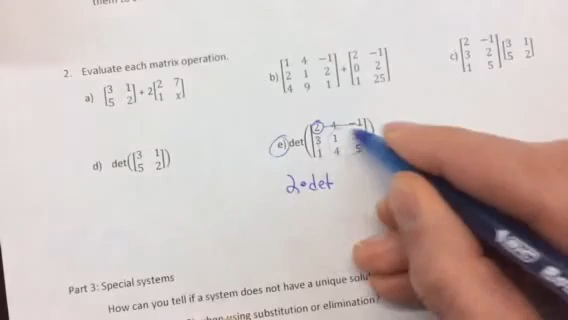 them to
2. Evaluate each matrix operation.
a) [3 1 5 2] + 2[2 7 1 x]
b) [1 4 -1 2 1 2 4 9 1] + [2 -1 0 2 1 25]
c) [2 -1 3 2 1 5] [3 1 5 2]
d) det([3 1 5 2])
e) det([2 4 -1 3 1 1 4 5])
2·det
Part 3: Special systems
How can you tell if a system does not have a unique
when using substitution or elimination?